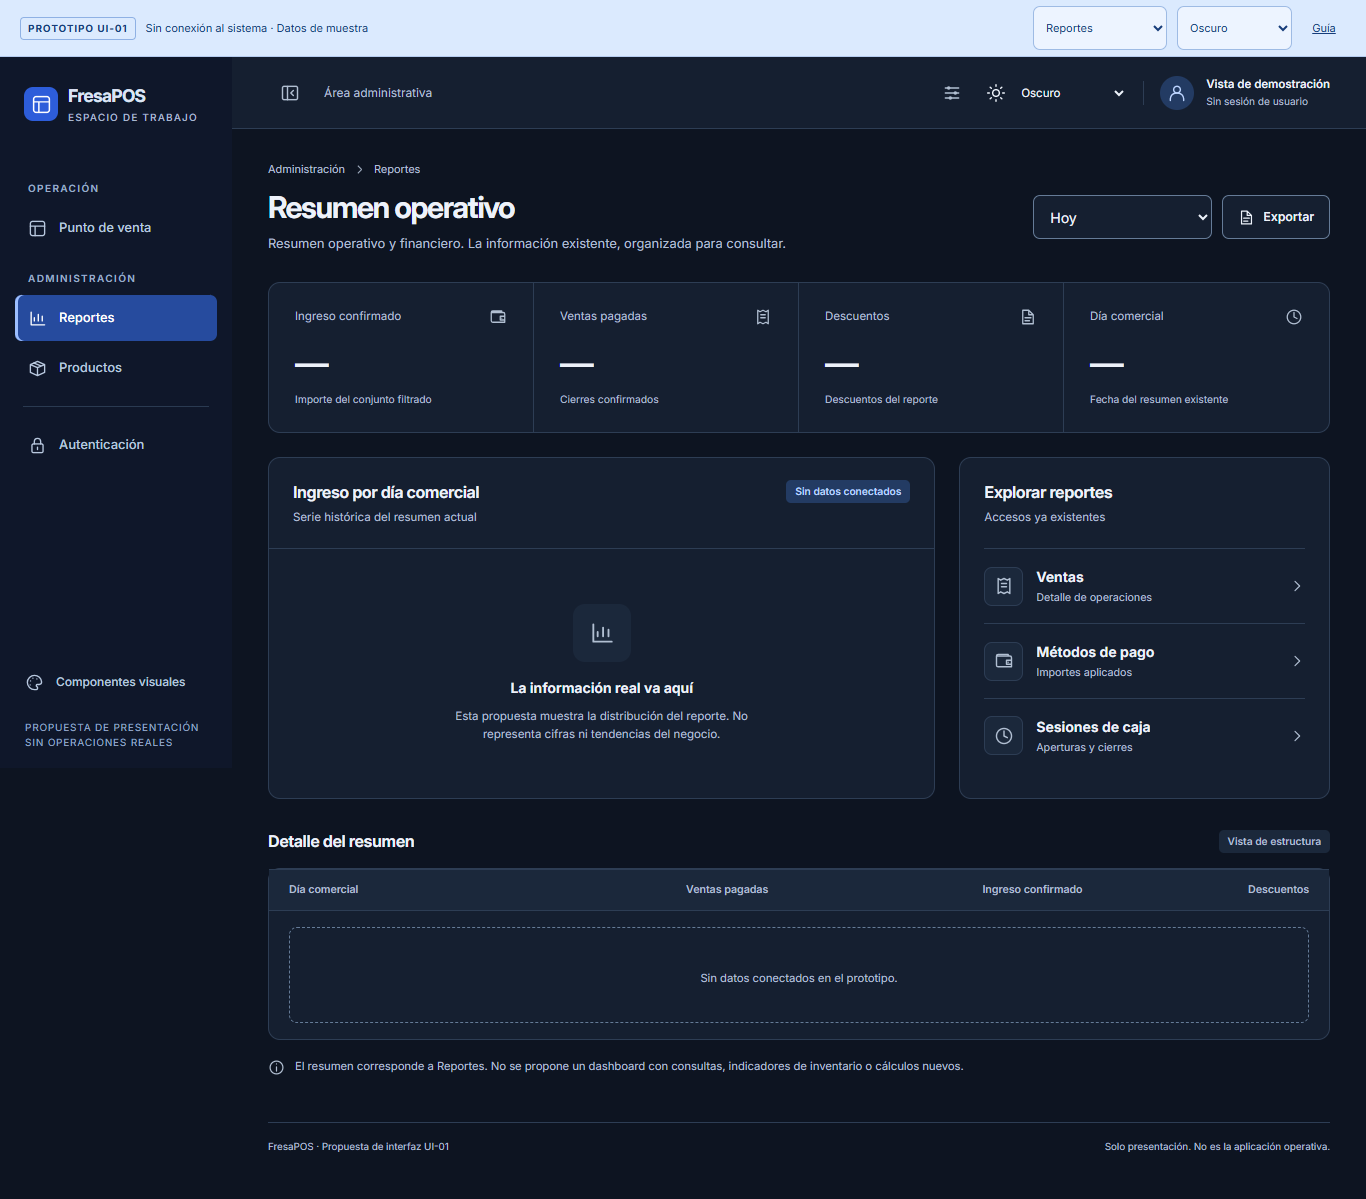 PROTOTIPO UI-01
Sin conexión al sistema · Datos de muestra
Reportes
Oscuro
Guía
FresaPOS
ESPACIO DE TRABAJO
Área administrativa
Oscuro
Vista de demostración
Sin sesión de usuario
OPERACIÓN
Punto de venta
ADMINISTRACIÓN
Reportes
Productos
Autenticación
Componentes visuales
PROPUESTA DE PRESENTACIÓN
SIN OPERACIONES REALES
Administración
Reportes
Resumen operativo
Resumen operativo y financiero. La información existente, organizada para consultar.
Hoy
Exportar
Ingreso confirmado
—
Importe del conjunto filtrado
Ventas pagadas
—
Cierres confirmados
Descuentos
—
Descuentos del reporte
Día comercial
—
Fecha del resumen existente
Ingreso por día comercial
Serie histórica del resumen actual
Sin datos conectados
La información real va aquí
Esta propuesta muestra la distribución del reporte. No
representa cifras ni tendencias del negocio.
Explorar reportes
Accesos ya existentes
Ventas
Detalle de operaciones
Métodos de pago
Importes aplicados
Sesiones de caja
Aperturas y cierres
Detalle del resumen
Vista de estructura
Día comercial
Ventas pagadas
Ingreso confirmado
Descuentos
Sin datos conectados en el prototipo.
El resumen corresponde a Reportes. No se propone un dashboard con consultas, indicadores de inventario o cálculos nuevos.
FresaPOS · Propuesta de interfaz UI-01
Solo presentación. No es la aplicación operativa.